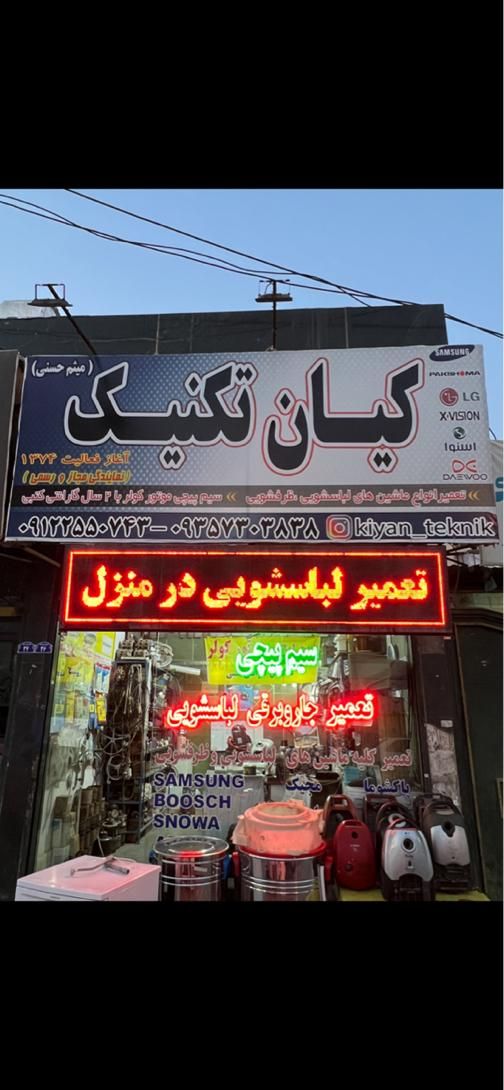 (میثم حسنی)
کیان تکنیک
SAMSUNG
PAKSHOMA
LG
X.VISION
اسنوا
DAEWOO
آغاز فعالیت ۱۳۷۴
(نمایندگی مجاز و رسمی)
تعمیر انواع ماشین های لباسشویی ،ظرفشویی » سیم پیچی موتور کولر با ۲ سال گارانتی کتبی
۰۹۱۲۲۵۵۰۷۴۳ - ۰۹۳۵۷۳۰۳۸۳۸ kiyan_teknik
تعمیر لباسشویی در منزل
کولر
سیم پیچی
تعمیر جاروبرقی لباسشویی
تعمیر کلیه ماشین های لباسشویی و ظرفشویی
پاکشوما مجیک
SAMSUNG
BOOSCH
SNOWA